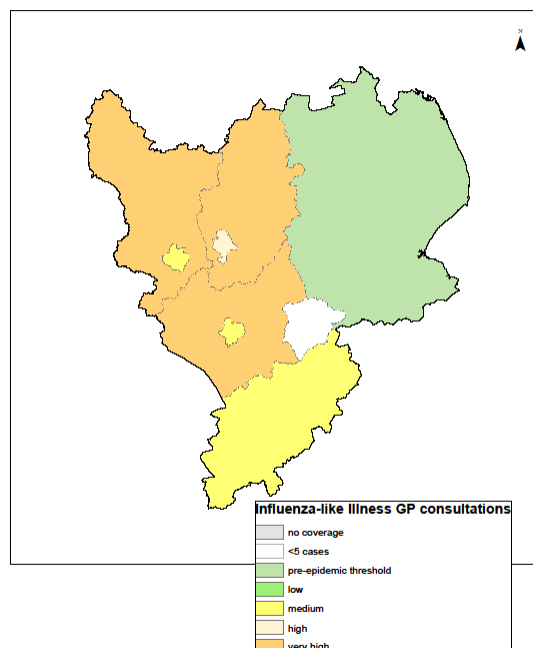 N
Influenza-like Illness GP consultations
no coverage
<5 cases
pre-epidemic threshold
low
medium
high
very high